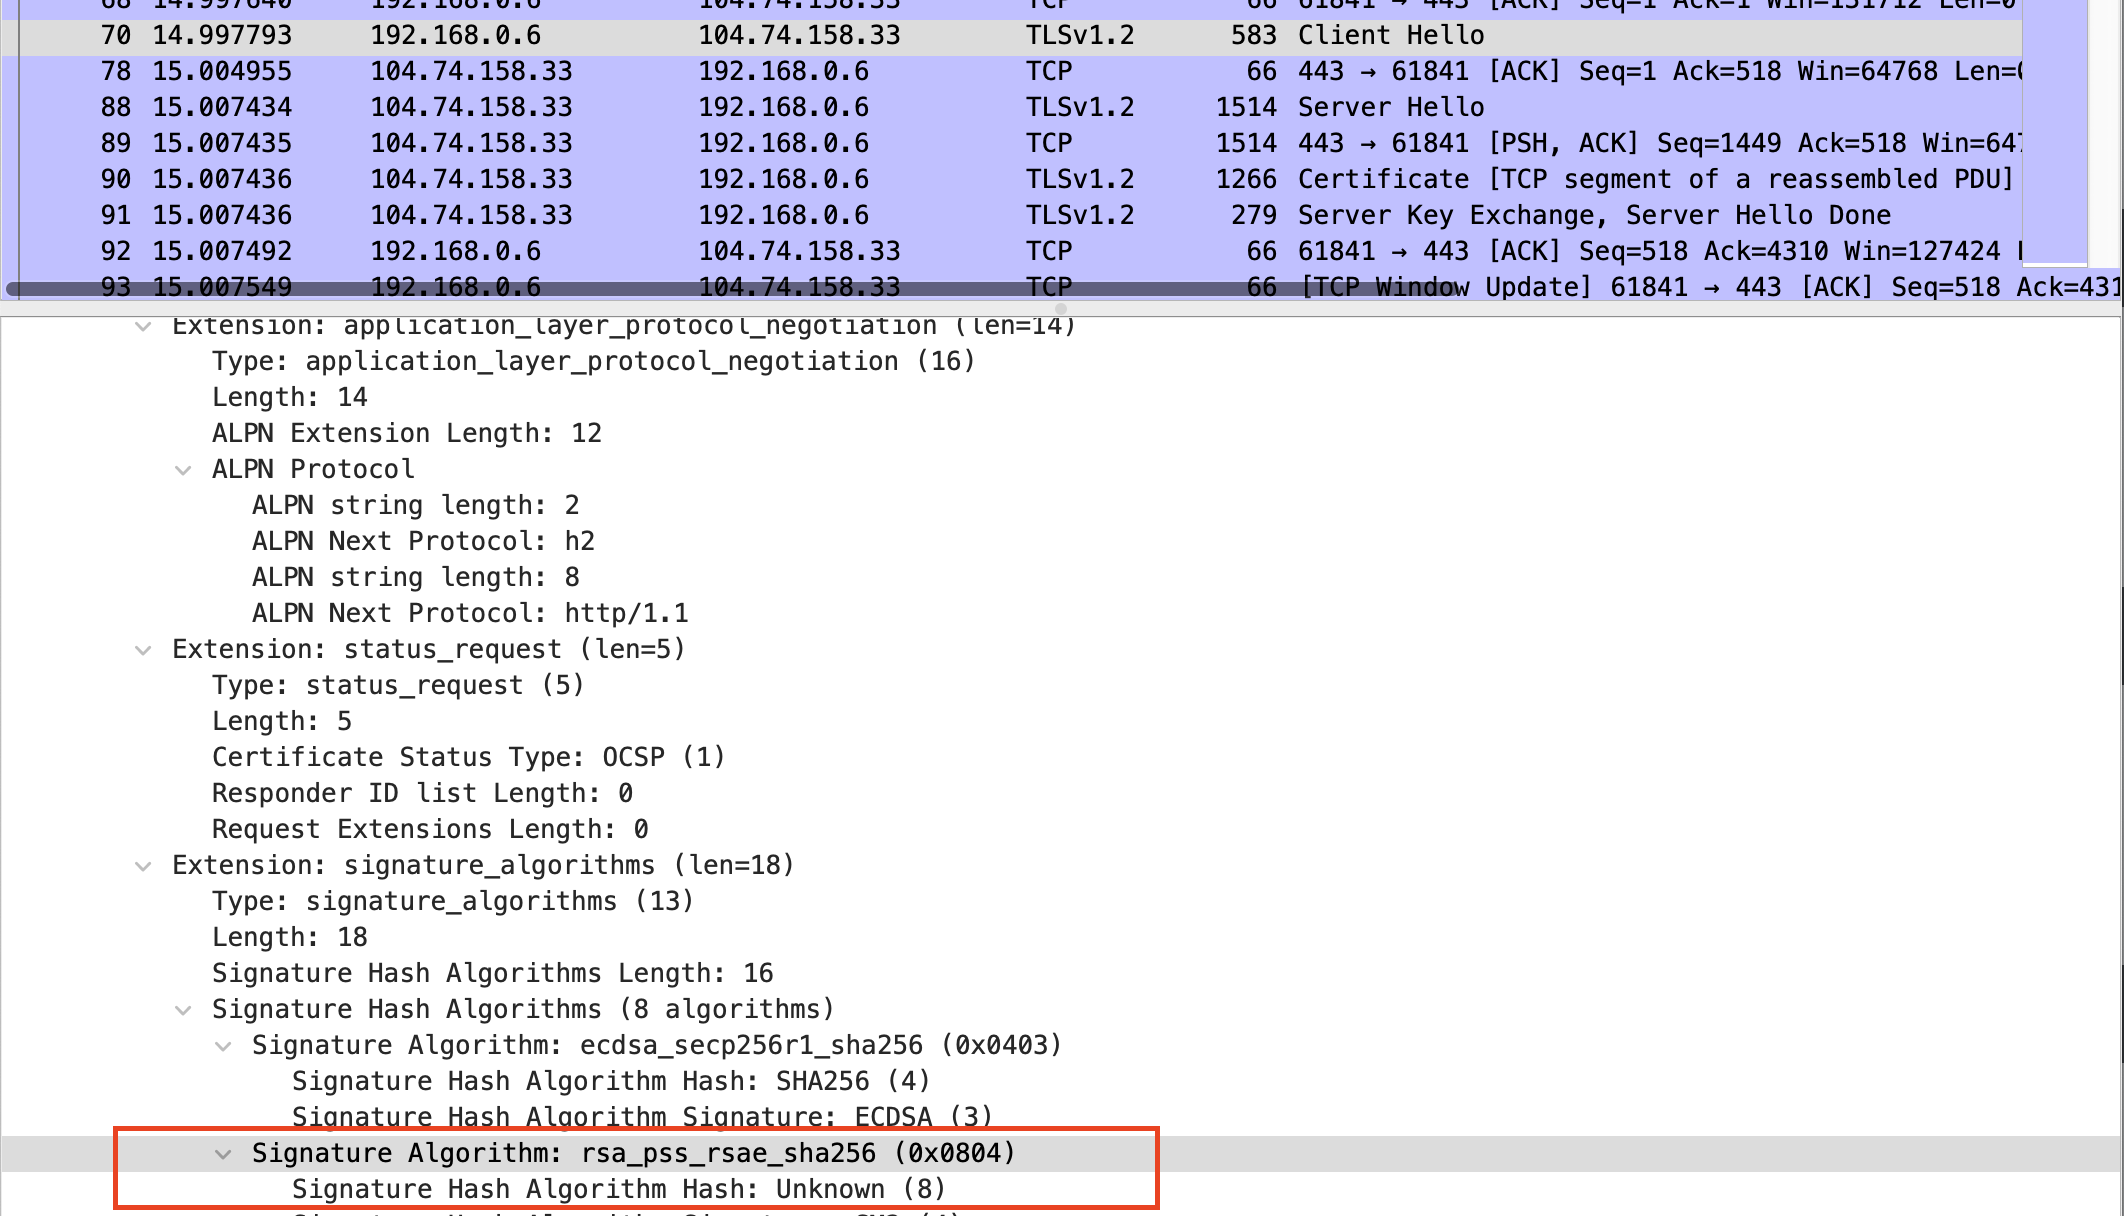 68 14.997640 192.168.0.6 104.74.158.33 TCP 66 61841 → 443 [ACK] Seq=1 Ack=1 Win=131712 Len=0
70 14.997793 192.168.0.6 104.74.158.33 TLSv1.2 583 Client Hello
78 15.004955 104.74.158.33 192.168.0.6 TCP 66 443 → 61841 [ACK] Seq=1 Ack=518 Win=64768 Len=0
88 15.007434 104.74.158.33 192.168.0.6 TLSv1.2 1514 Server Hello
89 15.007435 104.74.158.33 192.168.0.6 TCP 1514 443 → 61841 [PSH, ACK] Seq=1449 Ack=518 Win=647
90 15.007436 104.74.158.33 192.168.0.6 TLSv1.2 1266 Certificate [TCP segment of a reassembled PDU]
91 15.007436 104.74.158.33 192.168.0.6 TLSv1.2 279 Server Key Exchange, Server Hello Done
92 15.007492 192.168.0.6 104.74.158.33 TCP 66 61841 → 443 [ACK] Seq=518 Ack=4310 Win=127424
93 15.007549 192.168.0.6 104.74.158.33 TCP 66 [TCP Window Update] 61841 → 443 [ACK] Seq=518 Ack=431
Extension: application_layer_protocol_negotiation (len=14)
Type: application_layer_protocol_negotiation (16)
Length: 14
ALPN Extension Length: 12
ALPN Protocol
ALPN string length: 2
ALPN Next Protocol: h2
ALPN string length: 8
ALPN Next Protocol: http/1.1
Extension: status_request (len=5)
Type: status_request (5)
Length: 5
Certificate Status Type: OCSP (1)
Responder ID list Length: 0
Request Extensions Length: 0
Extension: signature_algorithms (len=18)
Type: signature_algorithms (13)
Length: 18
Signature Hash Algorithms Length: 16
Signature Hash Algorithms (8 algorithms)
Signature Algorithm: ecdsa_secp256r1_sha256 (0x0403)
Signature Hash Algorithm Hash: SHA256 (4)
Signature Hash Algorithm Signature: ECDSA (3)
Signature Algorithm: rsa_pss_rsae_sha256 (0x0804)
Signature Hash Algorithm Hash: Unknown (8)